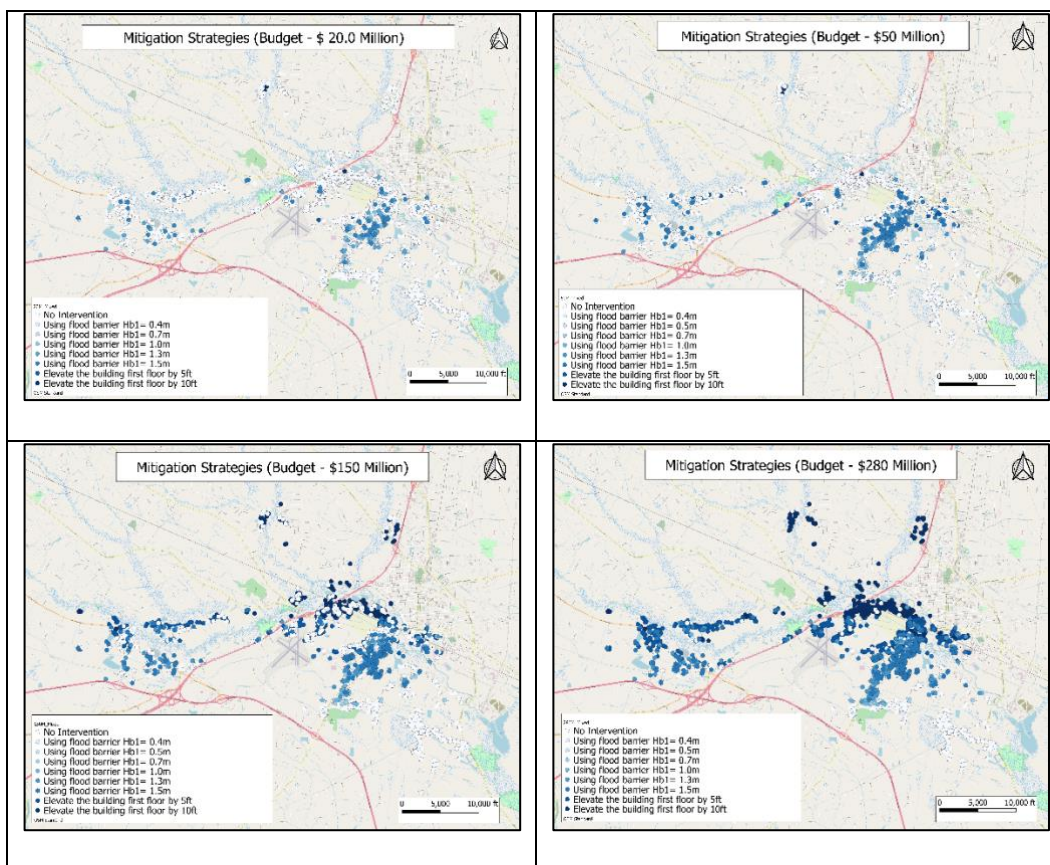 Mitigation Strategies (Budget - $ 20.0 Million)
No Intervention
Using flood barrier Hb1= 0.4m
Using flood barrier Hb1= 0.7m
Using flood barrier Hb1= 1.0m
Using flood barrier Hb1= 1.3m
Using flood barrier Hb1= 1.5m
Elevate the building first floor by 5ft
Elevate the building first floor by 10ft
OSM Standard
0 5,000 10,000 ft
Mitigation Strategies (Budget - $50 Million)
No Intervention
Using flood barrier Hb1= 0.4m
Using flood barrier Hb1= 0.5m
Using flood barrier Hb1= 0.7m
Using flood barrier Hb1= 1.0m
Using flood barrier Hb1= 1.3m
Using flood barrier Hb1= 1.5m
Elevate the building first floor by 5ft
Elevate the building first floor by 10ft
OSM Standard
0 5,000 10,000 ft
Mitigation Strategies (Budget - $150 Million)
No Intervention
Using flood barrier Hb1= 0.4m
Using flood barrier Hb1= 0.5m
Using flood barrier Hb1= 0.7m
Using flood barrier Hb1= 1.0m
Using flood barrier Hb1= 1.3m
Using flood barrier Hb1= 1.5m
Elevate the building first floor by 5ft
Elevate the building first floor by 10ft
0 5,000 10,000 ft
Mitigation Strategies (Budget - $280 Million)
No Intervention
Using flood barrier Hb1= 0.4m
Using flood barrier Hb1= 0.5m
Using flood barrier Hb1= 0.7m
Using flood barrier Hb1= 1.0m
Using flood barrier Hb1= 1.3m
Using flood barrier Hb1= 1.5m
Elevate the building first floor by 5ft
Elevate the building first floor by 10ft
OSM Standard
0 5,000 10,000 ft